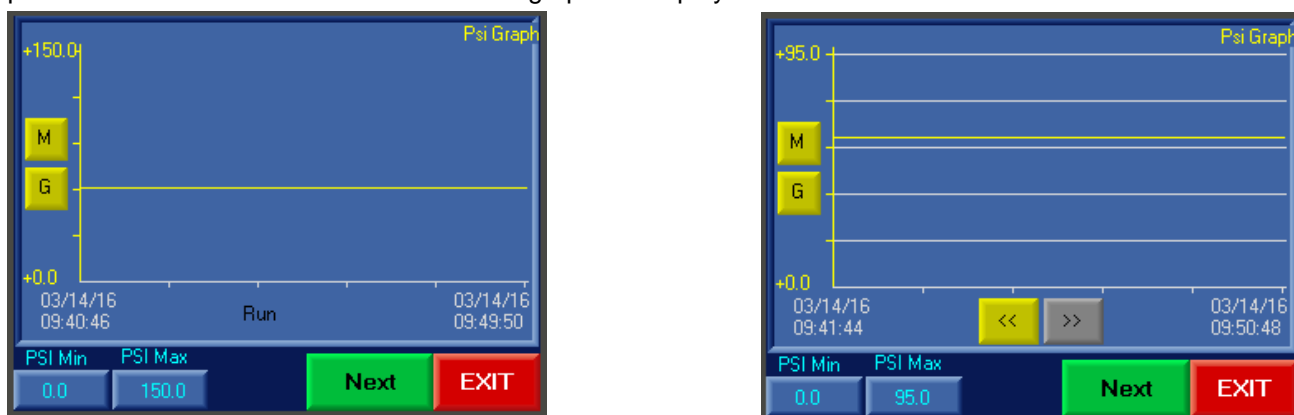 Psi Graph
+150.0
M
G
+0.0
03/14/16
09:40:46
Run
03/14/16
09:49:50
PSI Min
PSI Max
0.0
150.0
Next
EXIT
Psi Graph
+95.0
M
G
+0.0
03/14/16
09:41:44
<<
>>
03/14/16
09:50:48
PSI Min
PSI Max
0.0
95.0
Next
EXIT